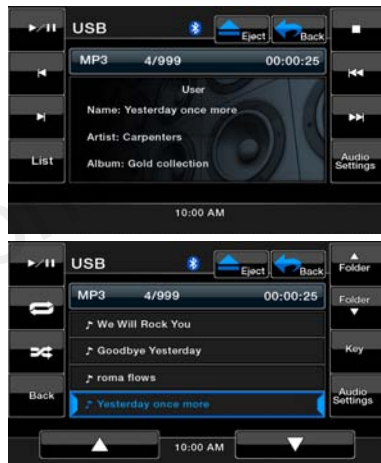 USB
Eject
Back
MP3 4/999 00:00:25
User
Name: Yesterday once more
Artist: Carpenters
List
Album: Gold collection
Audio
Settings
10:00 AM
USB
Eject
Back
Folder
MP3 4/999 00:00:25
Folder
We Will Rock You
Goodbye Yesterday
Key
roma flows
Back
Yesterday once more
Audio
Settings
10:00 AM